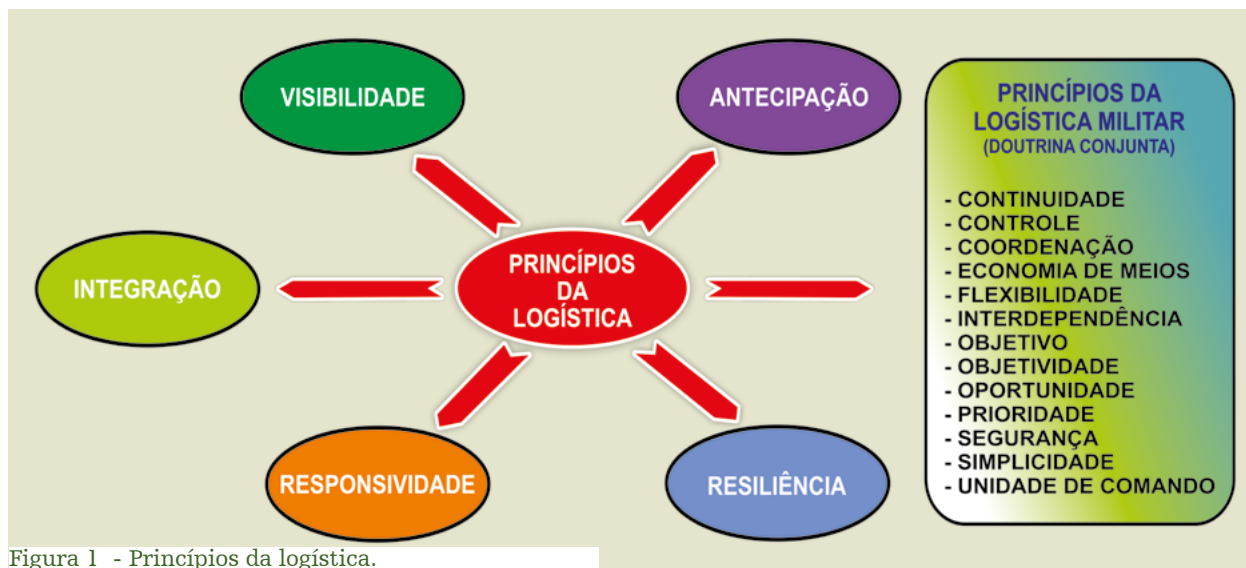 VISIBILIDADE
ANTECIPAÇÃO
INTEGRAÇÃO
PRINCÍPIOS
DA
LOGÍSTICA
RESPONSIVIDADE
RESILIÊNCIA
PRINCÍPIOS DA
LOGÍSTICA MILITAR
(DOUTRINA CONJUNTA)
- CONTINUIDADE
- CONTROLE
- COORDENAÇÃO
- ECONOMIA DE MEIOS
- FLEXIBILIDADE
- INTERDEPENDÊNCIA
- OBJETIVO
- OBJETIVIDADE
- OPORTUNIDADE
- PRIORIDADE
- SEGURANÇA
- SIMPLICIDADE
- UNIDADE DE COMANDO
Figura 1 - Princípios da logística.